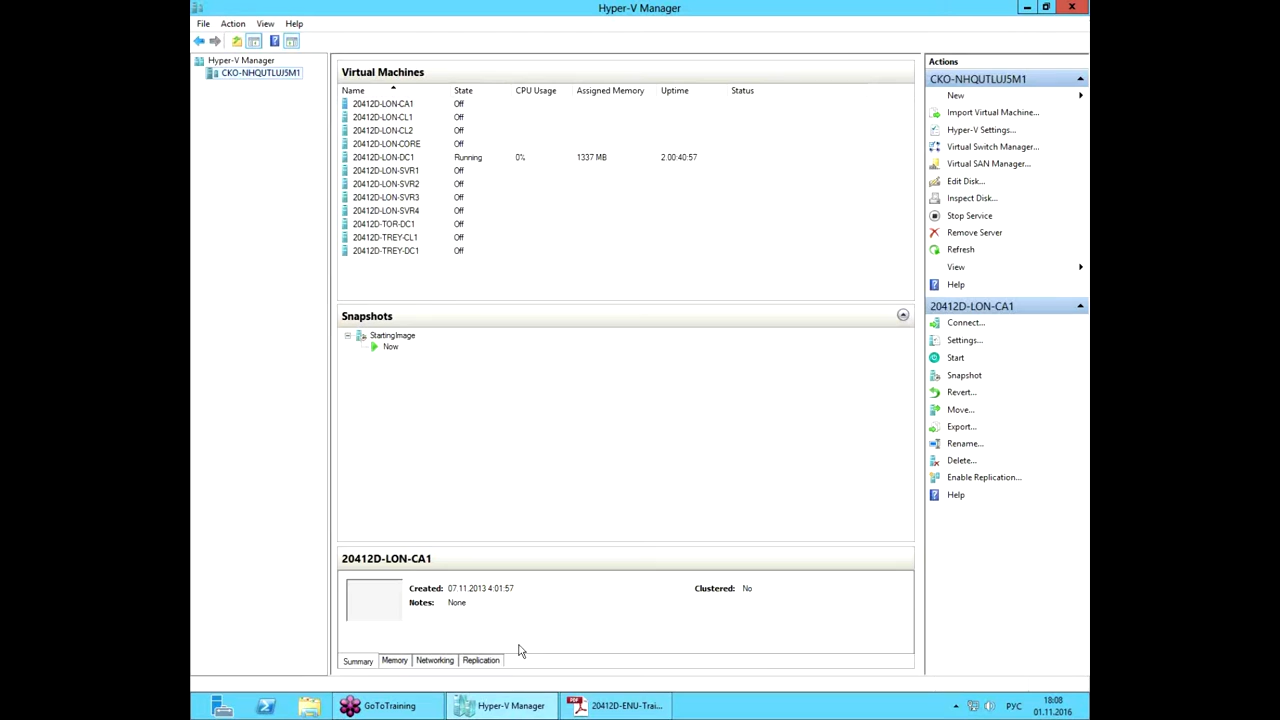 Hyper-V Manager
File Action View Help
Hyper-V Manager
CKO-NHQUTLUJ5M1
Virtual Machines
Name State CPU Usage Assigned Memory Uptime Status
20412D-LON-CA1 Off
20412D-LON-CL1 Off
20412D-LON-CL2 Off
20412D-LON-CORE Off
20412D-LON-DC1 Running 0% 1337 MB 2.00:40:57
20412D-LON-SVR1 Off
20412D-LON-SVR2 Off
20412D-LON-SVR3 Off
20412D-LON-SVR4 Off
20412D-TOR-DC1 Off
20412D-TREY-CL1 Off
20412D-TREY-DC1 Off
Snapshots
StartingImage
Now
20412D-LON-CA1
Created: 07.11.2013 4:01:57 Clustered: No
Notes: None
Summary Memory Networking Replication
Actions
CKO-NHQUTLUJ5M1
New
Import Virtual Machine...
Hyper-V Settings...
Virtual Switch Manager...
Virtual SAN Manager...
Edit Disk...
Inspect Disk...
Stop Service
Remove Server
Refresh
View
Help
20412D-LON-CA1
Connect...
Settings...
Start
Snapshot
Revert...
Move...
Export...
Rename...
Delete...
Enable Replication...
Help
GoToTraining Hyper-V Manager 20412D-ENU-Trai... РУС 18:08
01.11.2016